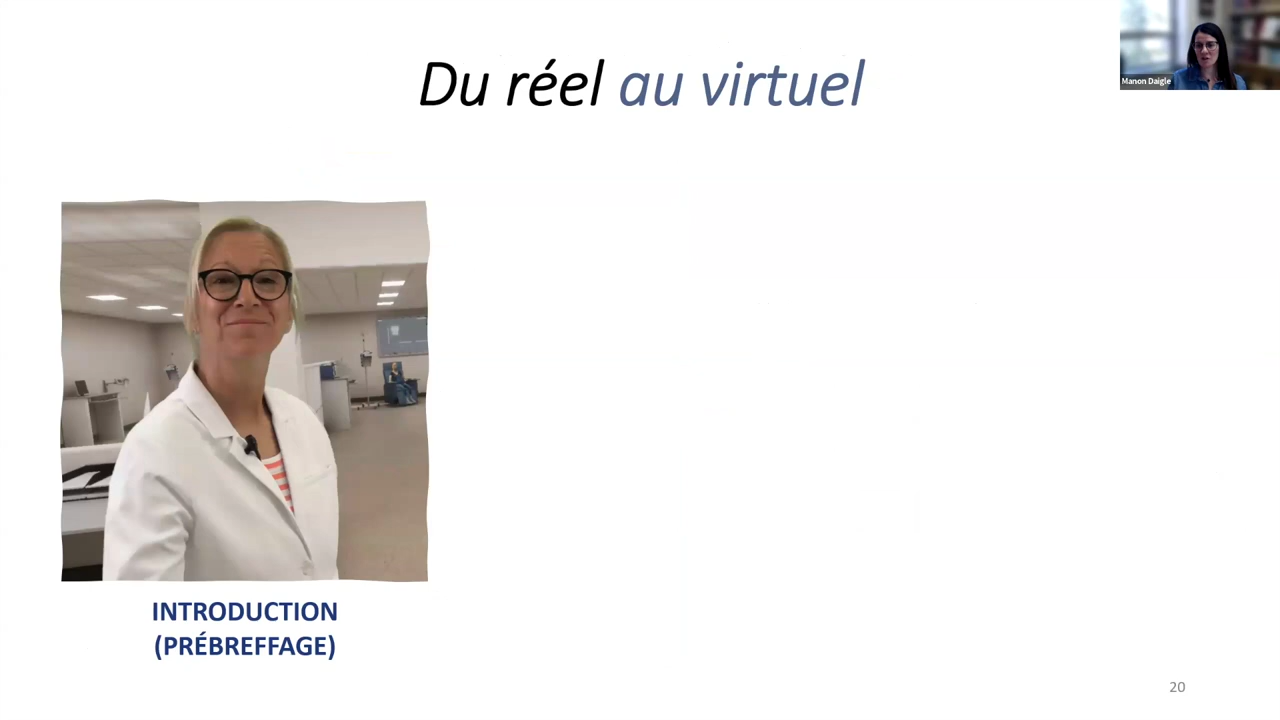 Du réel au virtuel
Manon Daigle
INTRODUCTION
(PRÉBREFFAGE)
20